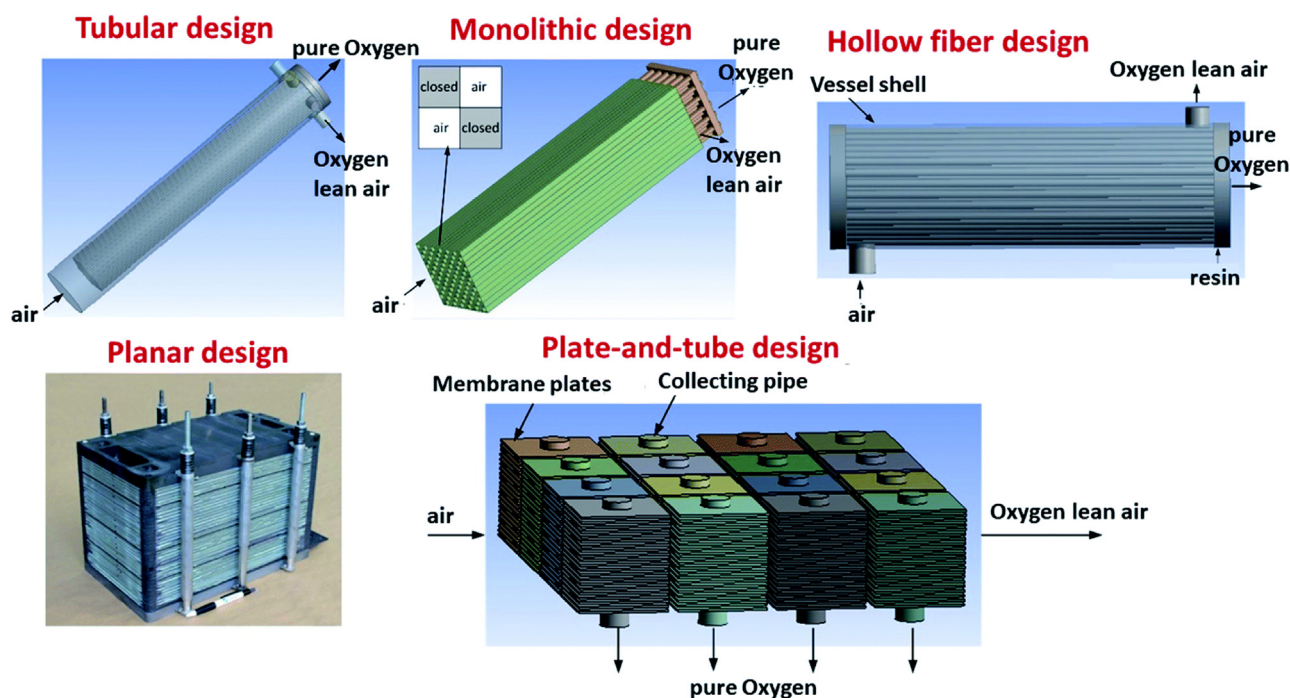 Tubular design
pure Oxygen
Oxygen
lean air
air
Monolithic design
closed air
air closed
pure
Oxygen
Oxygen
lean air
air
Hollow fiber design
Oxygen lean air
Vessel shell
pure
Oxygen
resin
air
Planar design
Plate-and-tube design
Membrane plates
Collecting pipe
air
Oxygen lean air
pure Oxygen